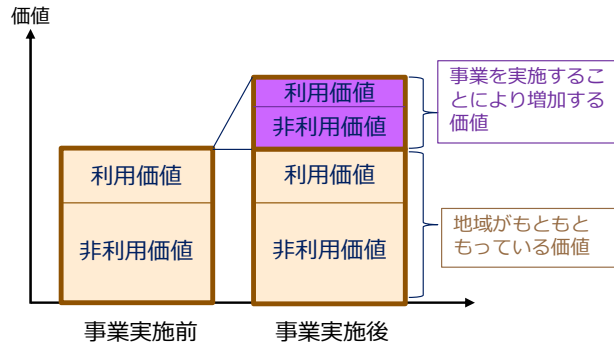 価値
利用価値
非利用価値
事業を実施するこ
とにより増加する
価値
利用価値
非利用価値
利用価値
非利用価値
地域がもともと
もっている価値
事業実施前
事業実施後